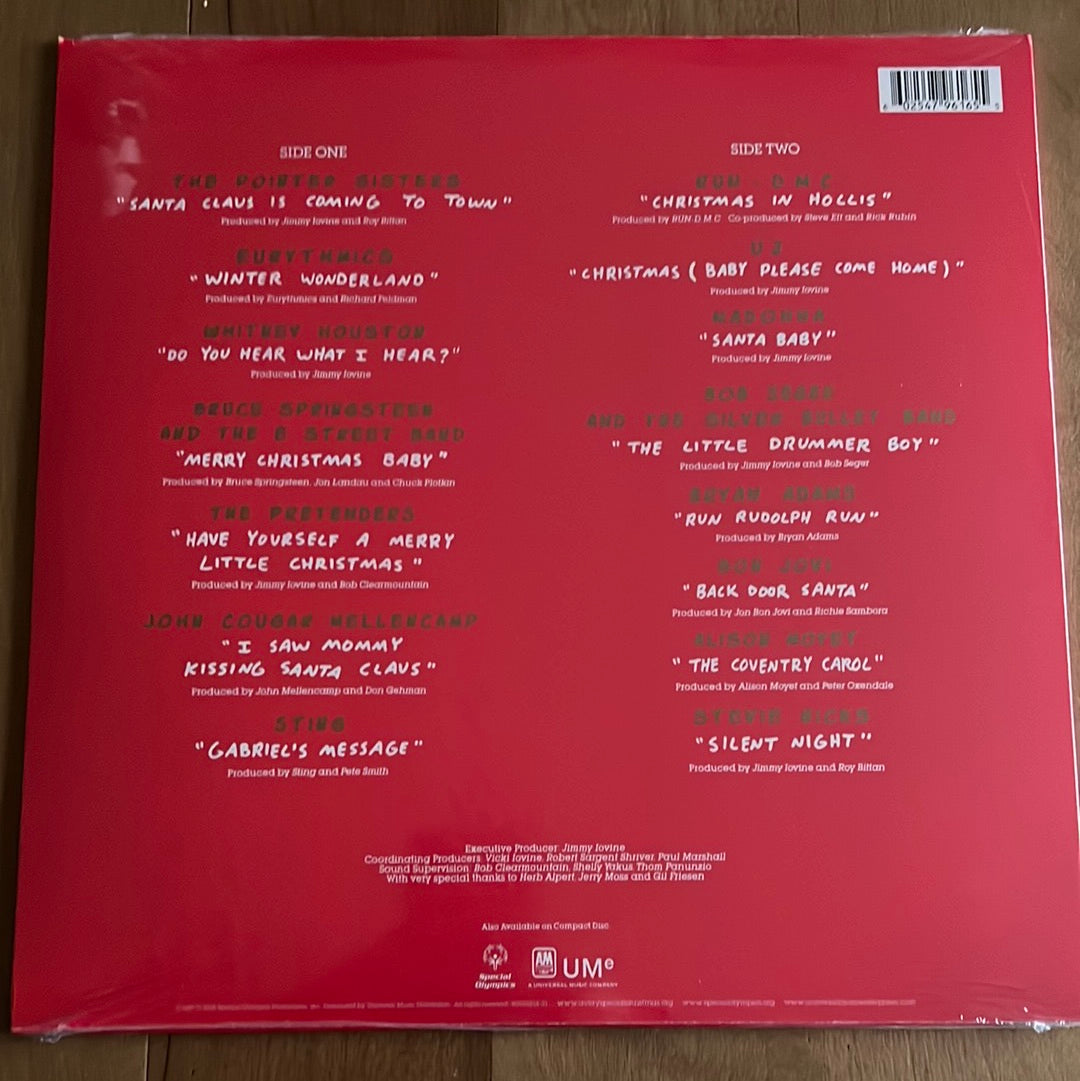 6 02547 96165 5
SIDE ONE
THE POINTER SISTERS
"SANTA CLAUS IS COMING TO TOWN"
Produced by Jimmy Iovine and Roy Bittan
EURYTHMICS
"WINTER WONDERLAND"
Produced by Eurythmics and Richard Feldman
WHITNEY HOUSTON
"DO YOU HEAR WHAT I HEAR?"
Produced by Jimmy Iovine
BRUCE SPRINGSTEEN
AND THE E STREET BAND
"MERRY CHRISTMAS BABY"
Produced by Bruce Springsteen, Jon Landau and Chuck Plotkin
THE PRETENDERS
"HAVE YOURSELF A MERRY
LITTLE CHRISTMAS"
Produced by Jimmy Iovine and Bob Clearmountain
JOHN COUGAR MELLENCAMP
"I SAW MOMMY
KISSING SANTA CLAUS"
Produced by John Mellencamp and Don Gehman
STING
"GABRIEL'S MESSAGE"
Produced by Sting and Pete Smith
SIDE TWO
RUN-D.M.C.
"CHRISTMAS IN HOLLIS"
Produced by RUN-D.M.C Co-produced by Steve Ett and Rick Rubin
U2
"CHRISTMAS (BABY PLEASE COME HOME)"
Produced by Jimmy Iovine
MADONNA
"SANTA BABY"
Produced by Jimmy Iovine
BOB SEGER
AND THE SILVER BULLET BAND
"THE LITTLE DRUMMER BOY"
Produced by Jimmy Iovine and Bob Seger
BRYAN ADAMS
"RUN RUDOLPH RUN"
Produced by Bryan Adams
BON JOVI
"BACK DOOR SANTA"
Produced by Jon Bon Jovi and Richie Sambora
ALISON MOYET
"THE COVENTRY CAROL"
Produced by Alison Moyet and Peter Oxendale
STEVIE NICKS
"SILENT NIGHT"
Produced by Jimmy Iovine and Roy Bittan
Executive Producer: Jimmy Iovine
Coordinating Producers: Vicki Iovine, Robert Sargent Shriver, Paul Marshall
Sound Supervision: Bob Clearmountain, Shelly Yakus, Thom Panunzio
With very special thanks to Herb Alpert, Jerry Moss and Gil Friesen
Also Available on Compact Disc
Special
Olympics
A&M
UMe
A UNIVERSAL MUSIC COMPANY